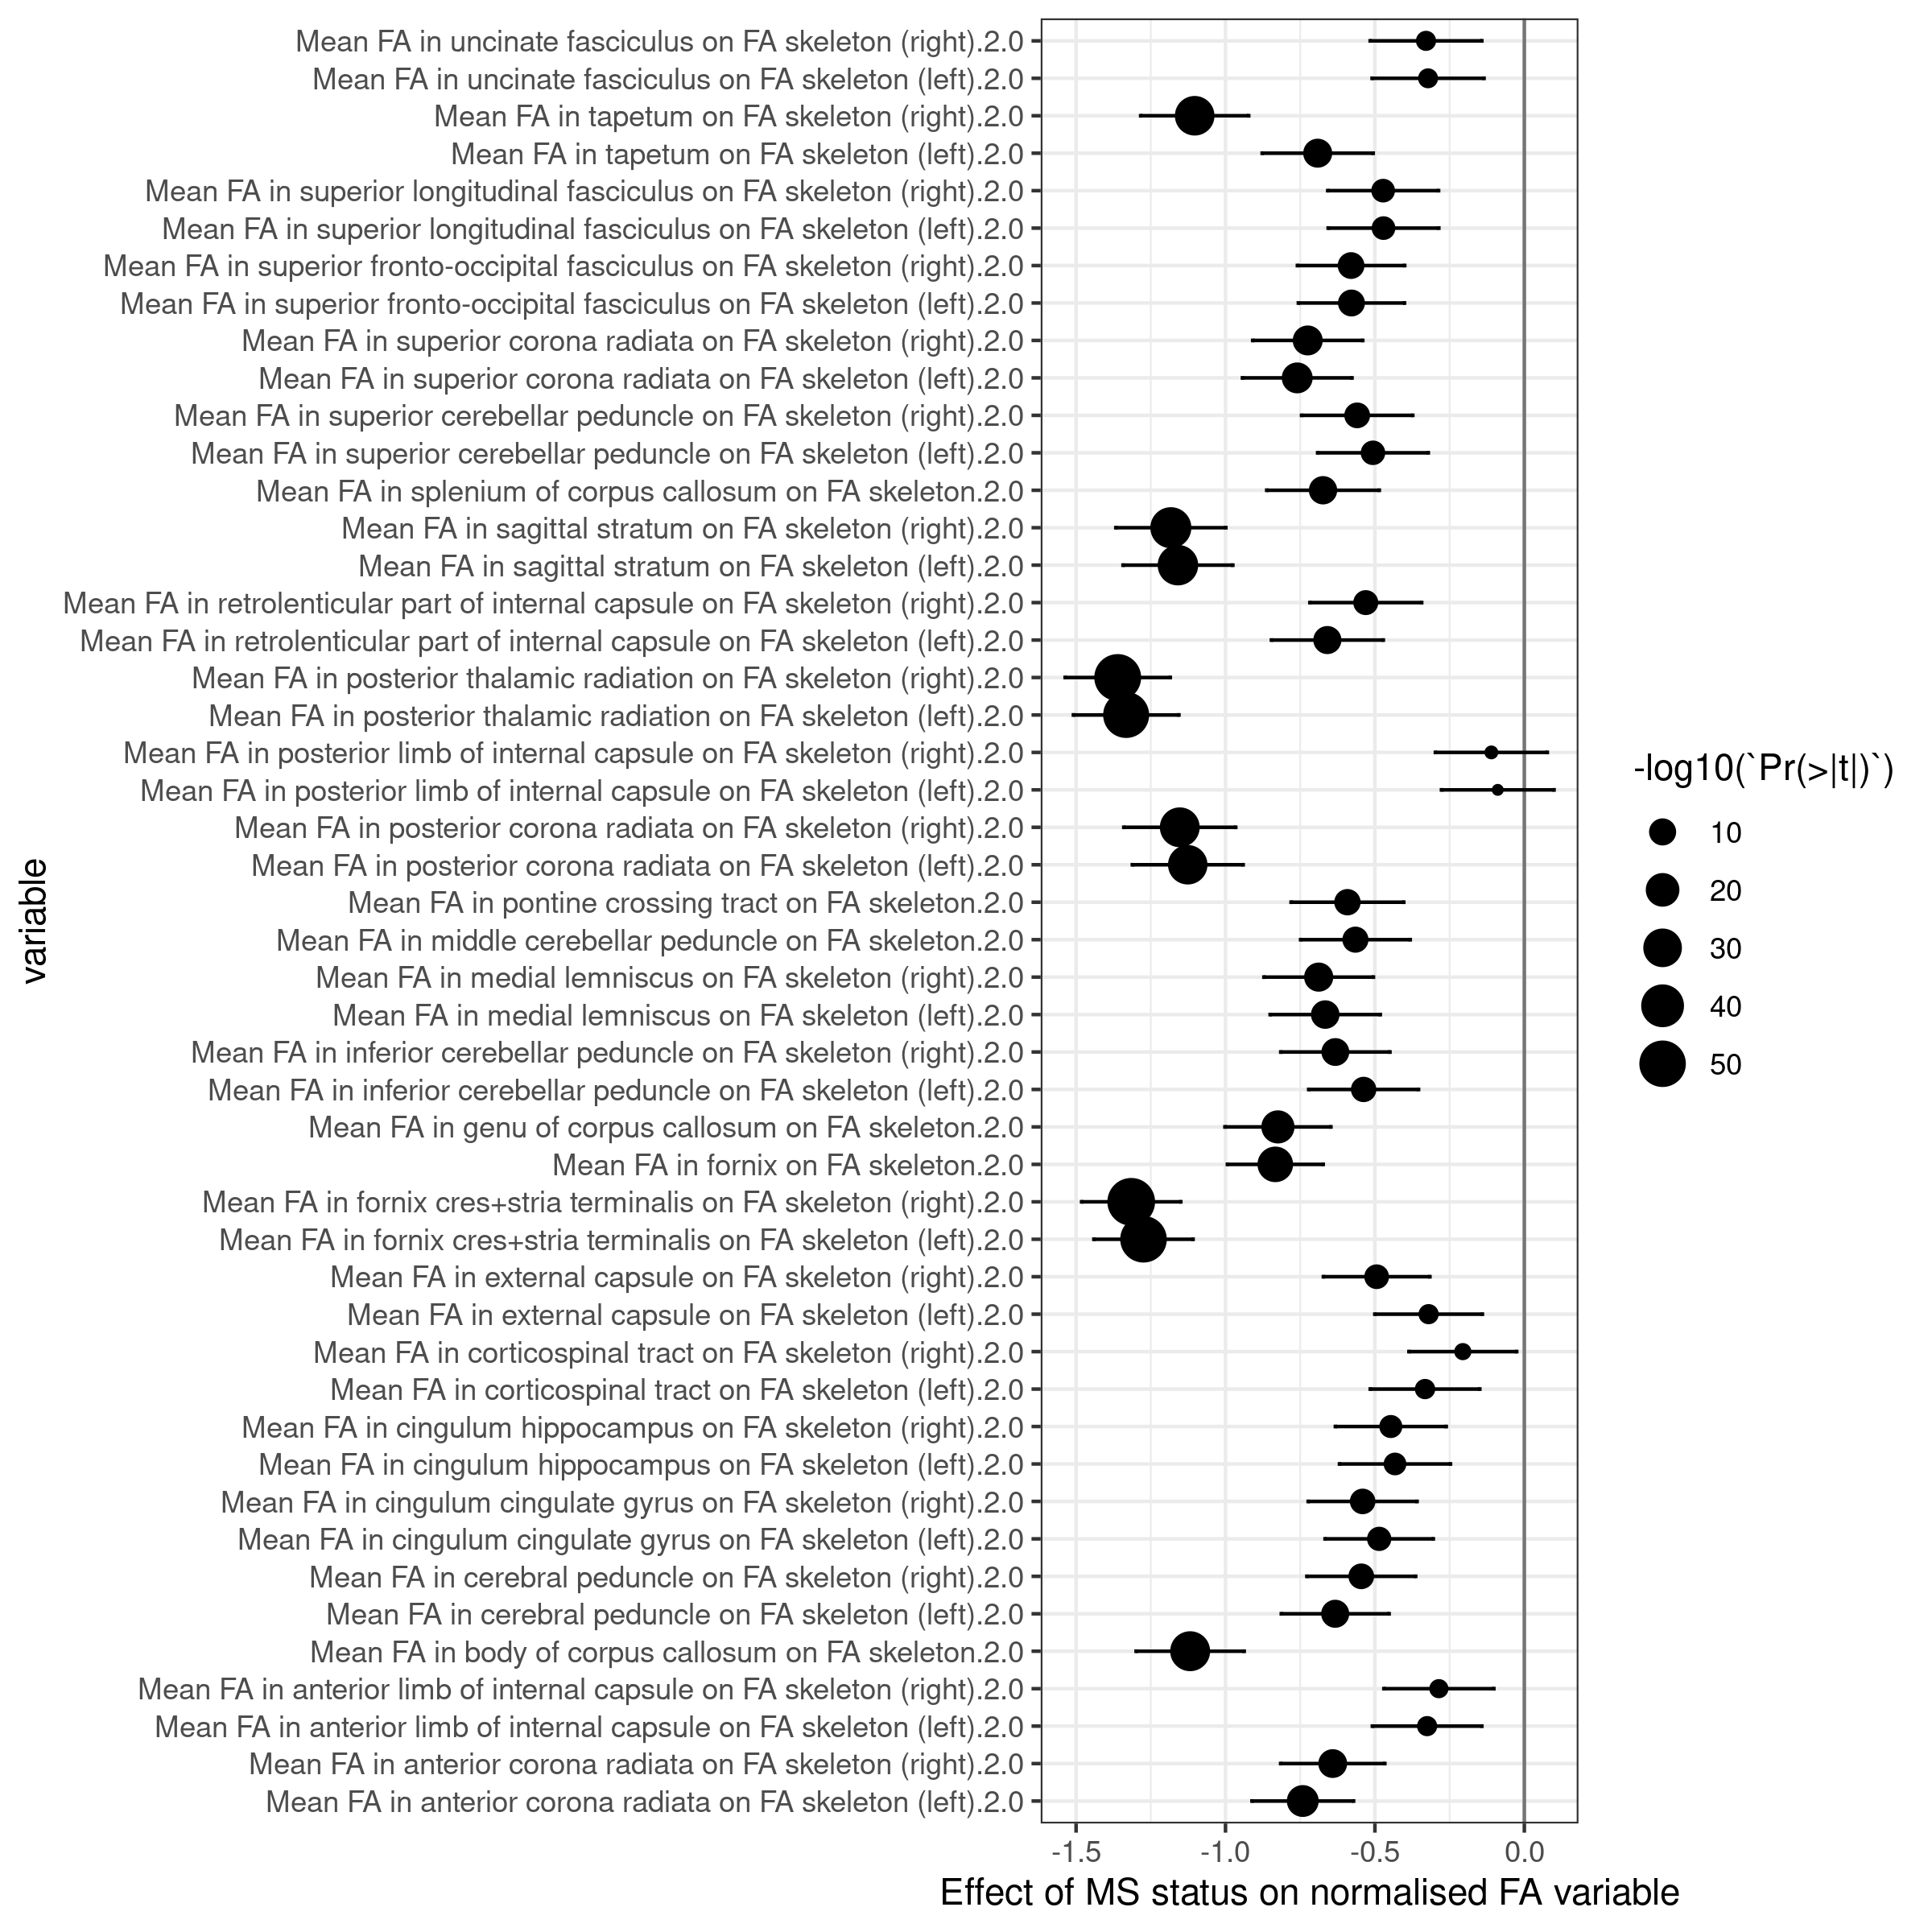 Mean FA in uncinate fasciculus on FA skeleton (right).2.0
Mean FA in uncinate fasciculus on FA skeleton (left).2.0
Mean FA in tapetum on FA skeleton (right).2.0
Mean FA in tapetum on FA skeleton (left).2.0
Mean FA in superior longitudinal fasciculus on FA skeleton (right).2.0
Mean FA in superior longitudinal fasciculus on FA skeleton (left).2.0
Mean FA in superior fronto-occipital fasciculus on FA skeleton (right).2.0
Mean FA in superior fronto-occipital fasciculus on FA skeleton (left).2.0
Mean FA in superior corona radiata on FA skeleton (right).2.0
Mean FA in superior corona radiata on FA skeleton (left).2.0
Mean FA in superior cerebellar peduncle on FA skeleton (right).2.0
Mean FA in superior cerebellar peduncle on FA skeleton (left).2.0
Mean FA in splenium of corpus callosum on FA skeleton.2.0
Mean FA in sagittal stratum on FA skeleton (right).2.0
Mean FA in sagittal stratum on FA skeleton (left).2.0
Mean FA in retrolenticular part of internal capsule on FA skeleton (right).2.0
Mean FA in retrolenticular part of internal capsule on FA skeleton (left).2.0
Mean FA in posterior thalamic radiation on FA skeleton (right).2.0
Mean FA in posterior thalamic radiation on FA skeleton (left).2.0
Mean FA in posterior limb of internal capsule on FA skeleton (right).2.0
Mean FA in posterior limb of internal capsule on FA skeleton (left).2.0
Mean FA in posterior corona radiata on FA skeleton (right).2.0
Mean FA in posterior corona radiata on FA skeleton (left).2.0
Mean FA in pontine crossing tract on FA skeleton.2.0
Mean FA in middle cerebellar peduncle on FA skeleton.2.0
Mean FA in medial lemniscus on FA skeleton (right).2.0
Mean FA in medial lemniscus on FA skeleton (left).2.0
Mean FA in inferior cerebellar peduncle on FA skeleton (right).2.0
Mean FA in inferior cerebellar peduncle on FA skeleton (left).2.0
Mean FA in genu of corpus callosum on FA skeleton.2.0
Mean FA in fornix on FA skeleton.2.0
Mean FA in fornix cres+stria terminalis on FA skeleton (right).2.0
Mean FA in fornix cres+stria terminalis on FA skeleton (left).2.0
Mean FA in external capsule on FA skeleton (right).2.0
Mean FA in external capsule on FA skeleton (left).2.0
Mean FA in corticospinal tract on FA skeleton (right).2.0
Mean FA in corticospinal tract on FA skeleton (left).2.0
Mean FA in cingulum hippocampus on FA skeleton (right).2.0
Mean FA in cingulum hippocampus on FA skeleton (left).2.0
Mean FA in cingulum cingulate gyrus on FA skeleton (right).2.0
Mean FA in cingulum cingulate gyrus on FA skeleton (left).2.0
Mean FA in cerebral peduncle on FA skeleton (right).2.0
Mean FA in cerebral peduncle on FA skeleton (left).2.0
Mean FA in body of corpus callosum on FA skeleton.2.0
Mean FA in anterior limb of internal capsule on FA skeleton (right).2.0
Mean FA in anterior limb of internal capsule on FA skeleton (left).2.0
Mean FA in anterior corona radiata on FA skeleton (right).2.0
Mean FA in anterior corona radiata on FA skeleton (left).2.0
variable
-1.5 -1.0 -0.5 0.0
Effect of MS status on normalised FA variable
-log10(`Pr(>|t|)`)
10
20
30
40
50